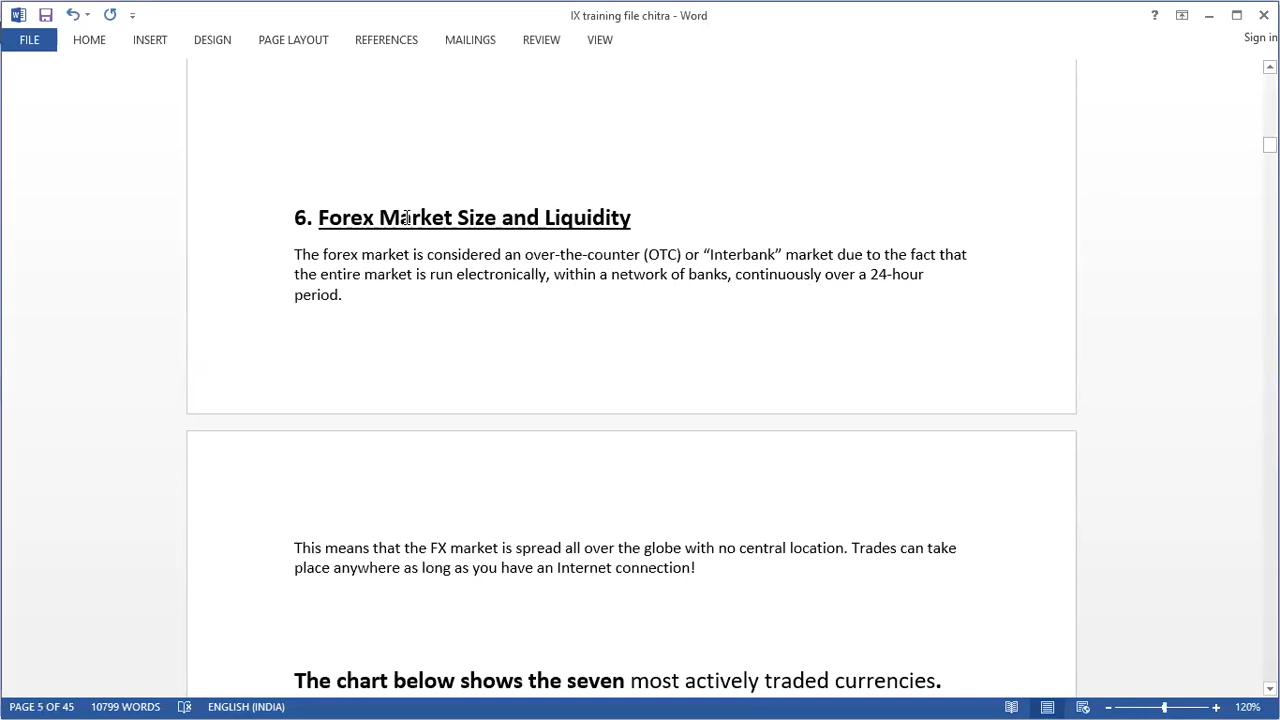 IX training file chitra - Word
?
FILE HOME INSERT DESIGN PAGE LAYOUT REFERENCES MAILINGS REVIEW VIEW
Sign in
6. Forex Market Size and Liquidity
The forex market is considered an over-the-counter (OTC) or “Interbank” market due to the fact that
the entire market is run electronically, within a network of banks, continuously over a 24-hour
period.
This means that the FX market is spread all over the globe with no central location. Trades can take
place anywhere as long as you have an Internet connection!
The chart below shows the seven most actively traded currencies.
PAGE 5 OF 45 10799 WORDS ENGLISH (INDIA) 120%